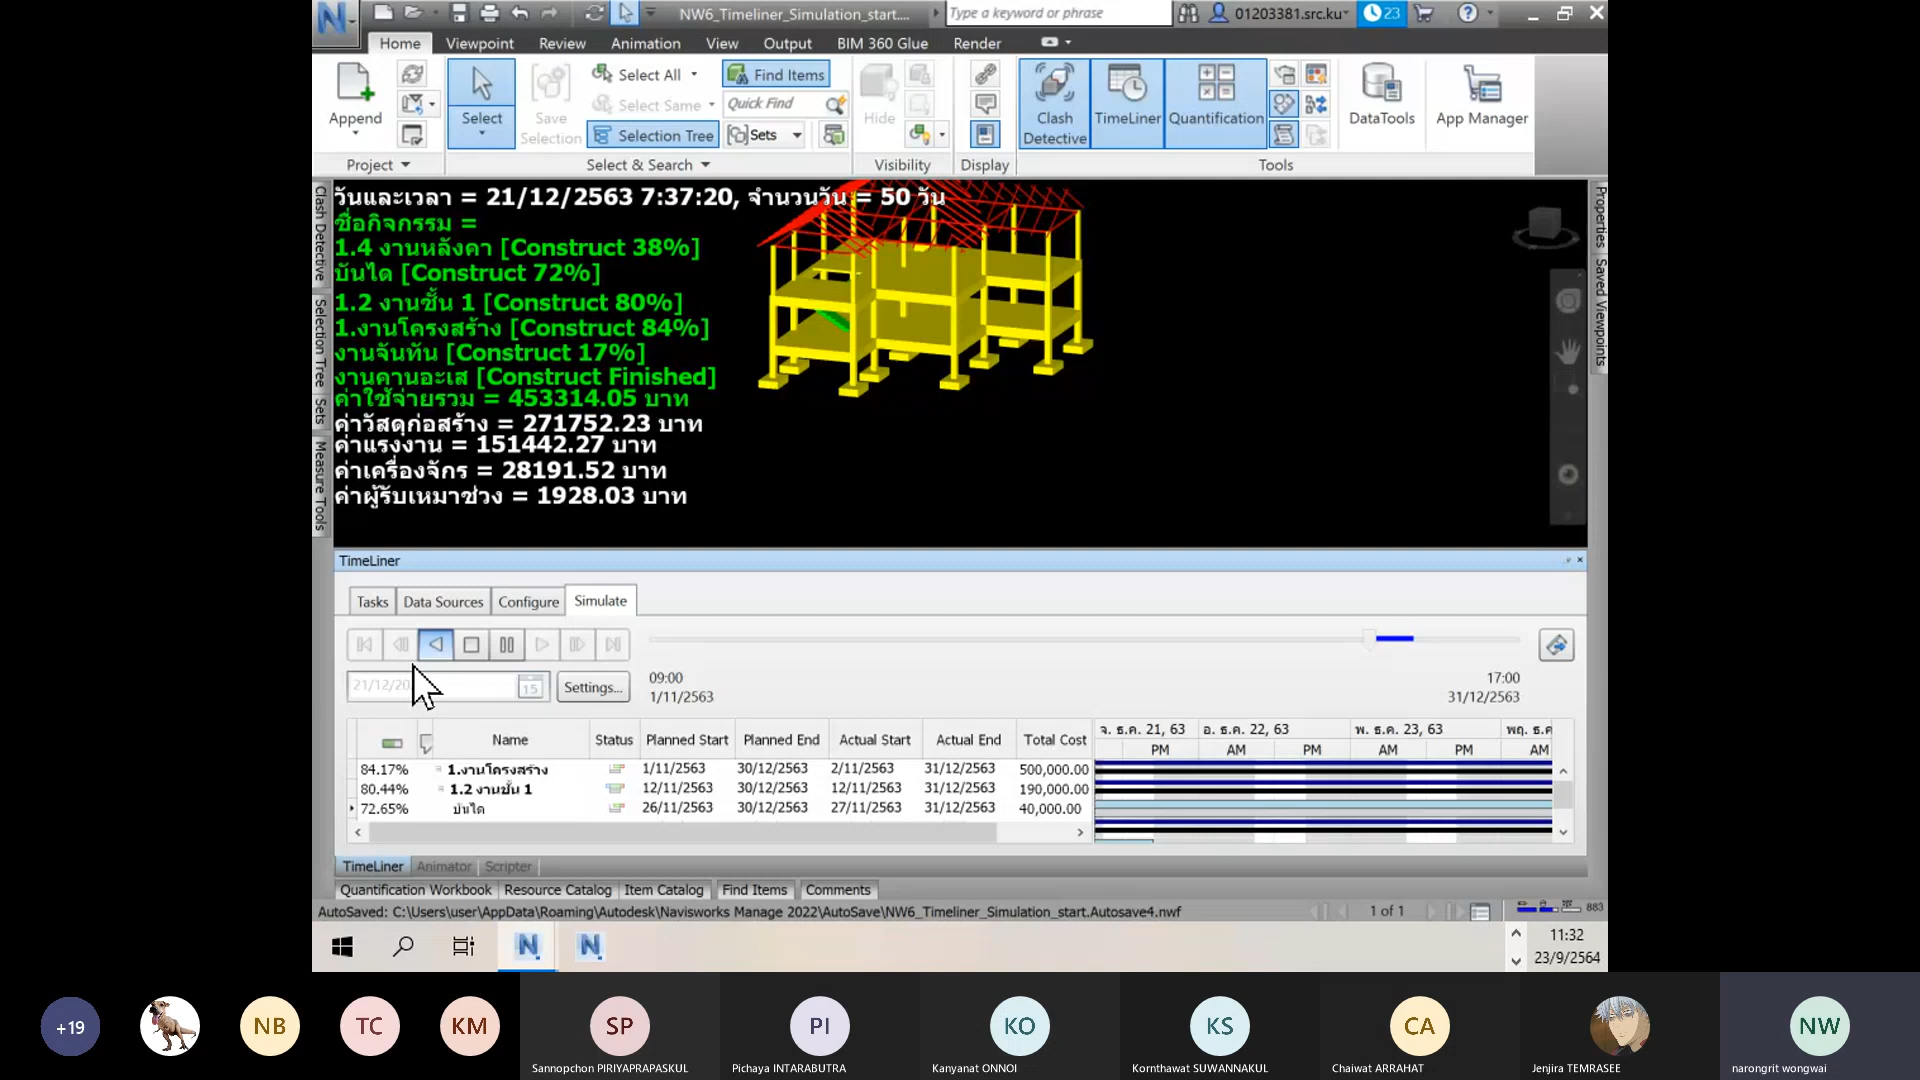 NW6_Timeliner_Simulation_start....
Type a keyword or phrase
01203381.src.ku
23
Home
Viewpoint
Review
Animation
View
Output
BIM 360 Glue
Render
Append
Select
Save
Selection
Select All
Select Same
Selection Tree
Find Items
Quick Find
Sets
Hide
Clash
Detective
TimeLiner
Quantification
DataTools
App Manager
Project
Select & Search
Visibility
Display
Tools
Clash Detective
Selection Tree
Sets
Measure Tools
Properties
Saved Viewpoints
วันและเวลา = 21/12/2563 7:37:20, จำนวนวัน = 50 วัน
ชื่อกิจกรรม =
1.4 งานหลังคา [Construct 38%]
บันได [Construct 72%]
1.2 งานชั้น 1 [Construct 80%]
1.งานโครงสร้าง [Construct 84%]
งานจันทัน [Construct 17%]
งานคานอะเส [Construct Finished]
ค่าใช้จ่ายรวม = 453314.05 บาท
ค่าวัสดุก่อสร้าง = 271752.23 บาท
ค่าแรงงาน = 151442.27 บาท
ค่าเครื่องจักร = 28191.52 บาท
ค่าผู้รับเหมาช่วง = 1928.03 บาท
TimeLiner
Tasks
Data Sources
Configure
Simulate
21/12/20
15
Settings...
09:00
1/11/2563
17:00
31/12/2563
Name
Status
Planned Start
Planned End
Actual Start
Actual End
Total Cost
จ. ธ.ค. 21, 63
อ. ธ.ค. 22, 63
พ. ธ.ค. 23, 63
พฤ. ธ.ค
PM
AM
PM
AM
PM
AM
84.17% 1.งานโครงสร้าง 1/11/2563 30/12/2563 2/11/2563 31/12/2563 500,000.00
80.44% 1.2 งานชั้น 1 12/11/2563 30/12/2563 12/11/2563 31/12/2563 190,000.00
72.65% บันได 26/11/2563 30/12/2563 27/11/2563 31/12/2563 40,000.00
TimeLiner
Animator
Scripter
Quantification Workbook
Resource Catalog
Item Catalog
Find Items
Comments
AutoSaved: C:\Users\user\AppData\Roaming\Autodesk\Navisworks Manage 2022\AutoSave\NW6_Timeliner_Simulation_start.Autosave4.nwf
1 of 1
883
11:32
23/9/2564
+19
NB
TC
KM
SP
PI
KO
KS
CA
NW
Sannopchon PIRIYAPRAPASKUL
Pichaya INTARABUTRA
Kanyanat ONNOI
Kornthawat SUWANNAKUL
Chaiwat ARRAHAT
Jenjira TEMRASEE
narongrit wongwai